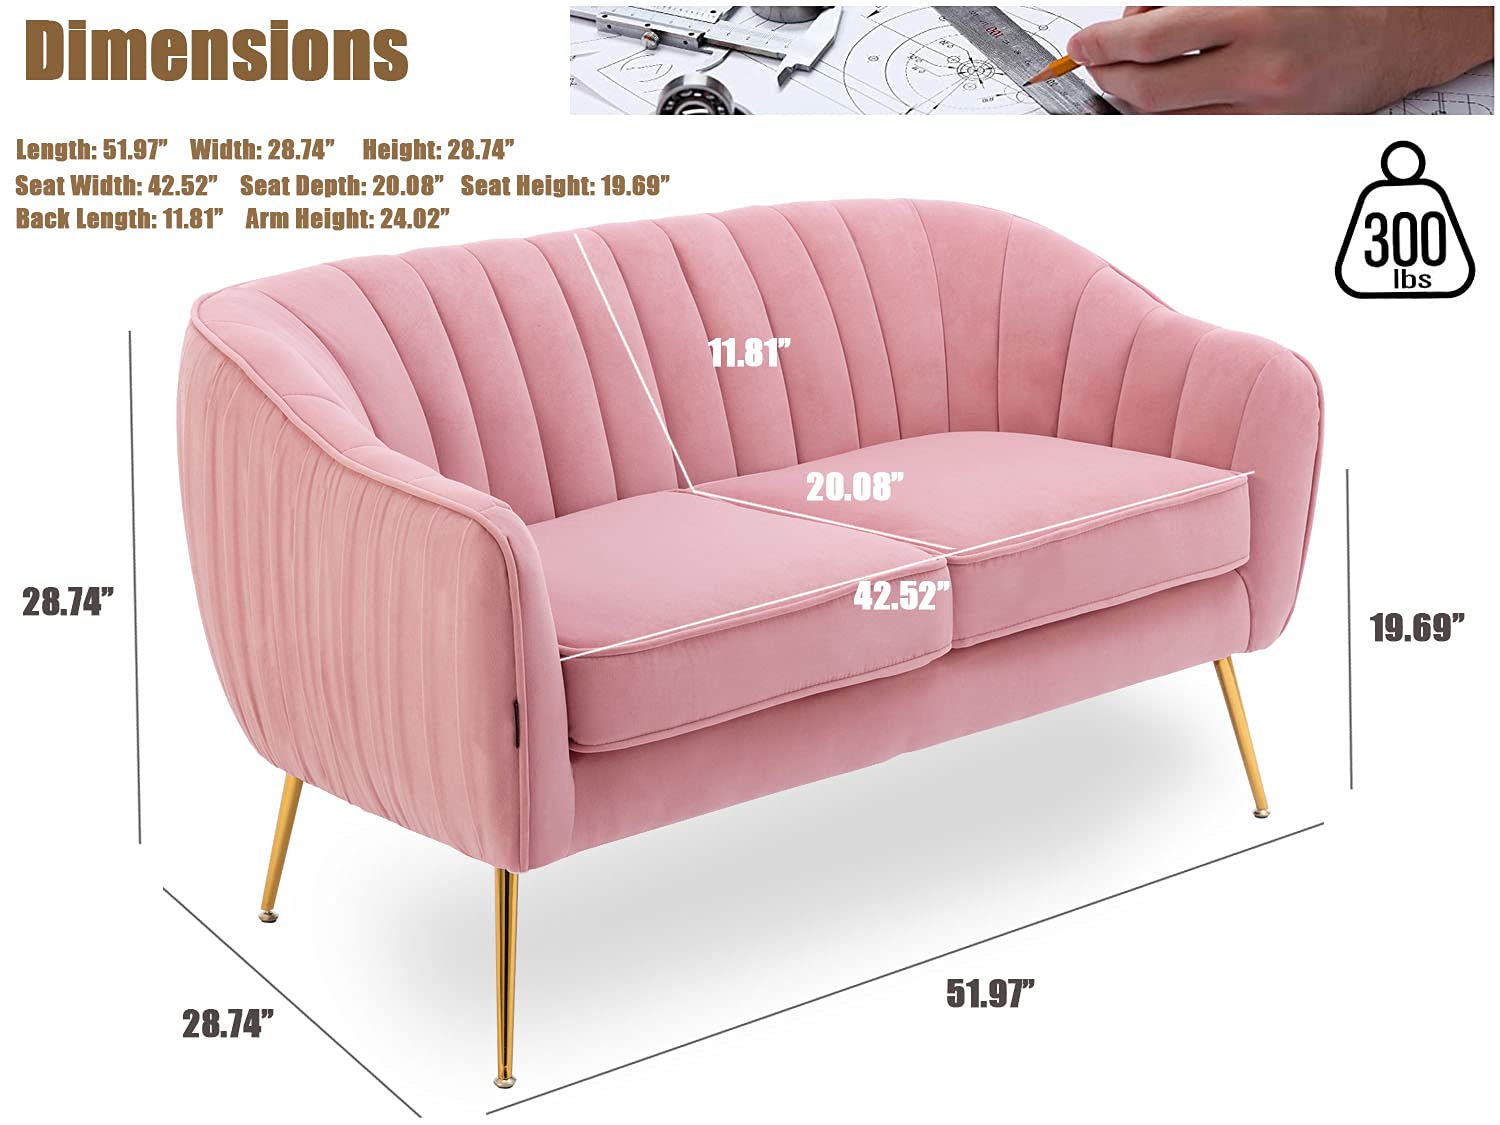 Dimensions
Length: 51.97” Width: 28.74” Height: 28.74”
Seat Width: 42.52” Seat Depth: 20.08” Seat Height: 19.69”
Back Length: 11.81” Arm Height: 24.02”
300
lbs
11.81”
20.08”
42.52”
28.74”
19.69”
51.97”
28.74”